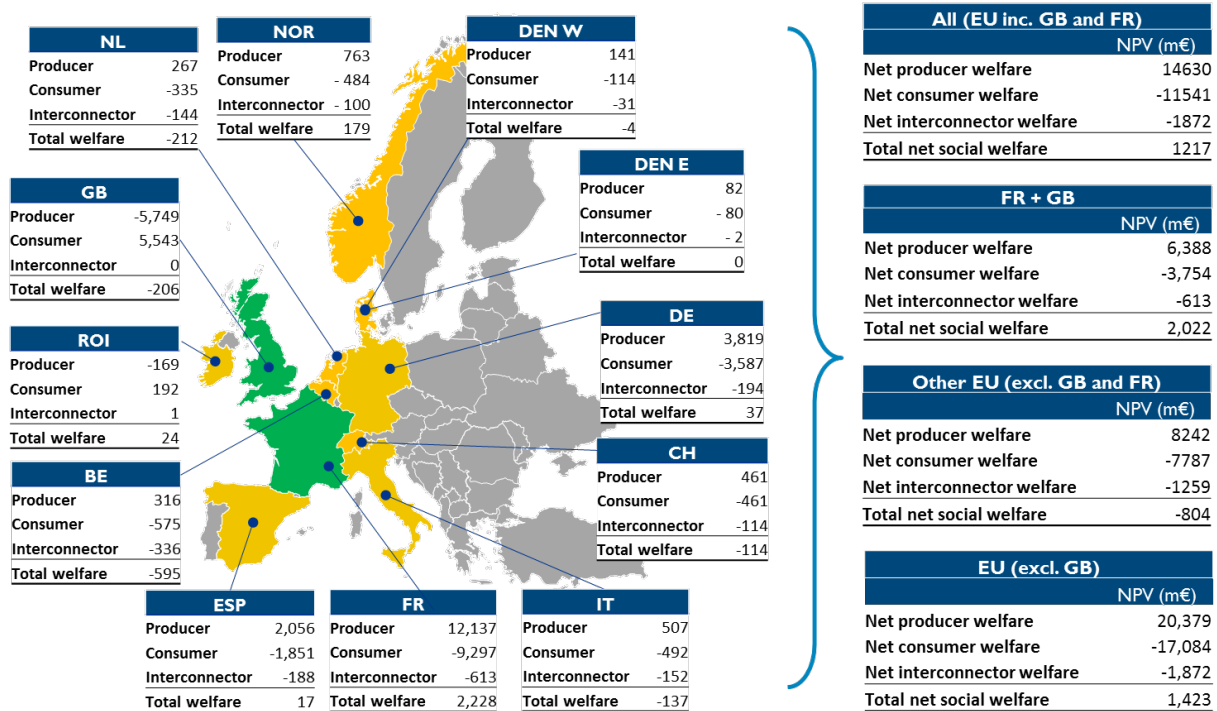 NL
Producer 267
Consumer -335
Interconnector -144
Total welfare -212
NOR
Producer 763
Consumer - 484
Interconnector - 100
Total welfare 179
DEN W
Producer 141
Consumer -114
Interconnector -31
Total welfare -4
DEN E
Producer 82
Consumer - 80
Interconnector - 2
Total welfare 0
GB
Producer -5,749
Consumer 5,543
Interconnector 0
Total welfare -206
ROI
Producer -169
Consumer 192
Interconnector 1
Total welfare 24
DE
Producer 3,819
Consumer -3,587
Interconnector -194
Total welfare 37
BE
Producer 316
Consumer -575
Interconnector -336
Total welfare -595
CH
Producer 461
Consumer -461
Interconnector -114
Total welfare -114
ESP
Producer 2,056
Consumer -1,851
Interconnector -188
Total welfare 17
FR
Producer 12,137
Consumer -9,297
Interconnector -613
Total welfare 2,228
IT
Producer 507
Consumer -492
Interconnector -152
Total welfare -137
All (EU inc. GB and FR)
NPV (m€)
Net producer welfare 14630
Net consumer welfare -11541
Net interconnector welfare -1872
Total net social welfare 1217
FR + GB
NPV (m€)
Net producer welfare 6,388
Net consumer welfare -3,754
Net interconnector welfare -613
Total net social welfare 2,022
Other EU (excl. GB and FR)
NPV (m€)
Net producer welfare 8242
Net consumer welfare -7787
Net interconnector welfare -1259
Total net social welfare -804
EU (excl. GB)
NPV (m€)
Net producer welfare 20,379
Net consumer welfare -17,084
Net interconnector welfare -1,872
Total net social welfare 1,423